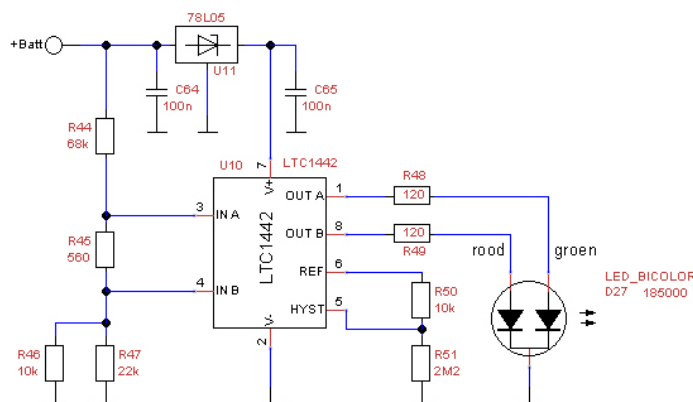 78L05
+Batt
U11
C64
100n
C65
100n
R44
68k
U10
LTC1442
7
V+
R48
3
IN A
OUT A
1
120
LTC1442
R45
560
OUT B
8
120
R49
rood
groen
4
IN B
REF
6
LED_BICOLOR
D27
185000
R50
10k
HYST
5
V-
2
R46
10k
R47
22k
R51
2M2